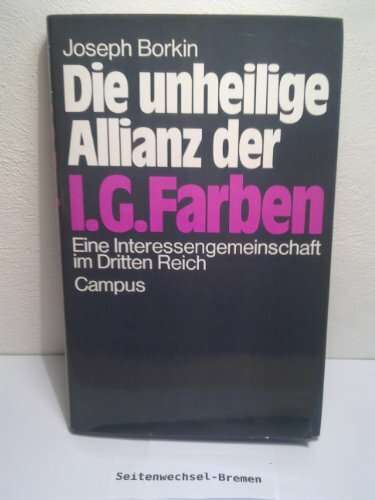 Joseph Borkin
Die unheilige
Allianz der
I.G.Farben
Eine Interessengemeinschaft
im Dritten Reich
Campus
Seitenwechsel-Bremen